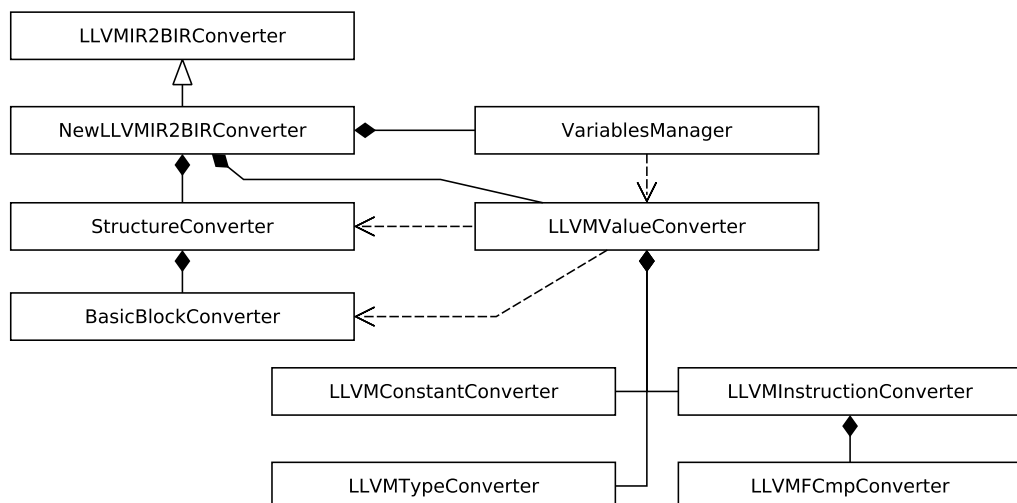 LLVMIR2BIRConverter
NewLLVMIR2BIRConverter
VariablesManager
StructureConverter
LLVMValueConverter
BasicBlockConverter
LLVMConstantConverter
LLVMInstructionConverter
LLVMTypeConverter
LLVMFCmpConverter